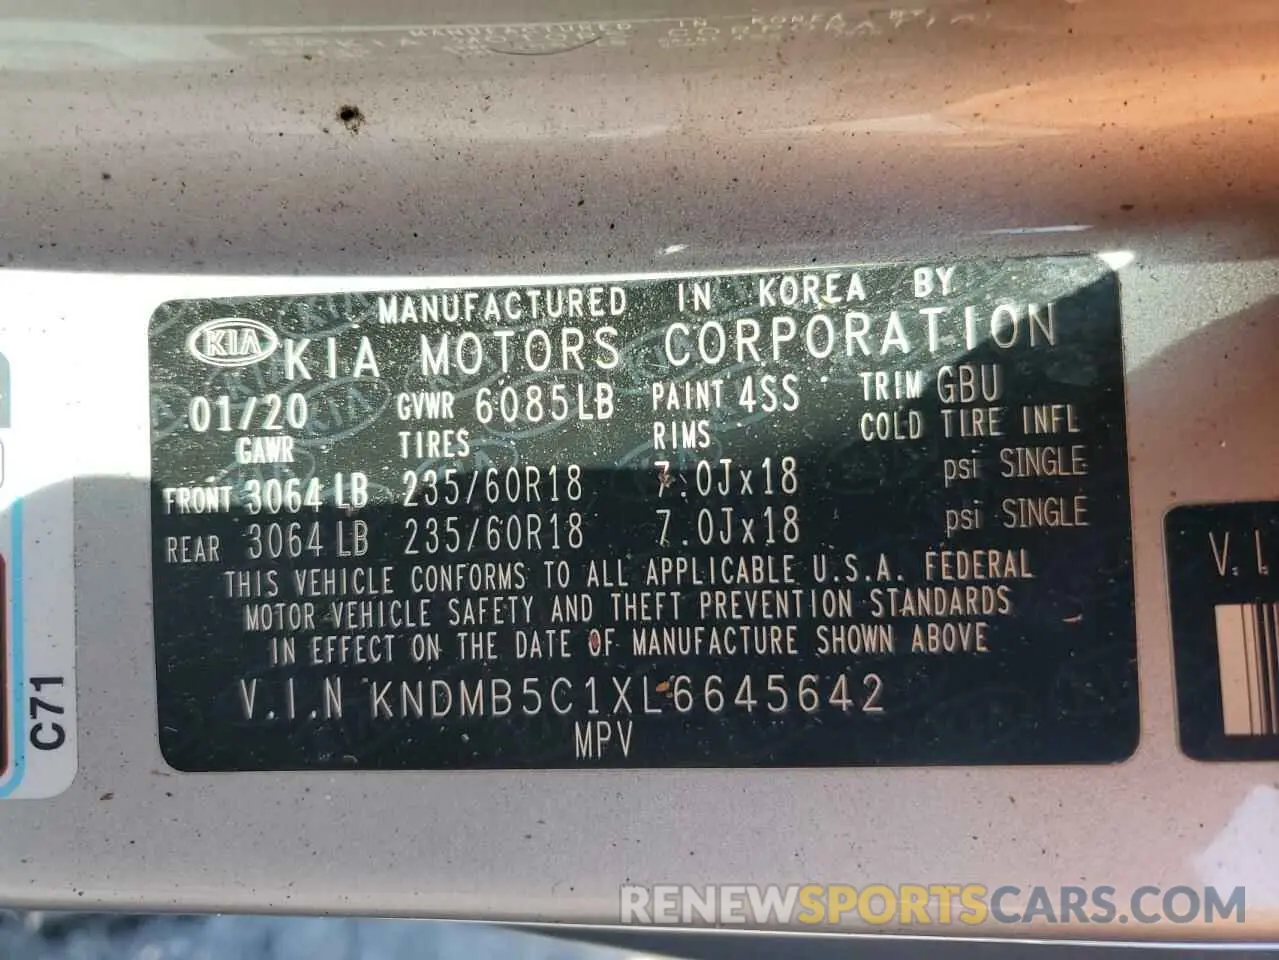 MANUFACTURED IN KOREA BY
KIA KIA MOTORS CORPORATION
01/20 GVWR 6085LB PAINT 4SS TRIM GBU
GAWR TIRES RIMS COLD TIRE INFL
FRONT 3064 LB 235/60R18 7.0Jx18 psi SINGLE
REAR 3064 LB 235/60R18 7.0Jx18 psi SINGLE
THIS VEHICLE CONFORMS TO ALL APPLICABLE U.S.A. FEDERAL
MOTOR VEHICLE SAFETY AND THEFT PREVENTION STANDARDS
IN EFFECT ON THE DATE OF MANUFACTURE SHOWN ABOVE
V.I.N KNDMB5C1XL6645642
MPV
C71
V.I.
RENEWSPORTSCARS.COM